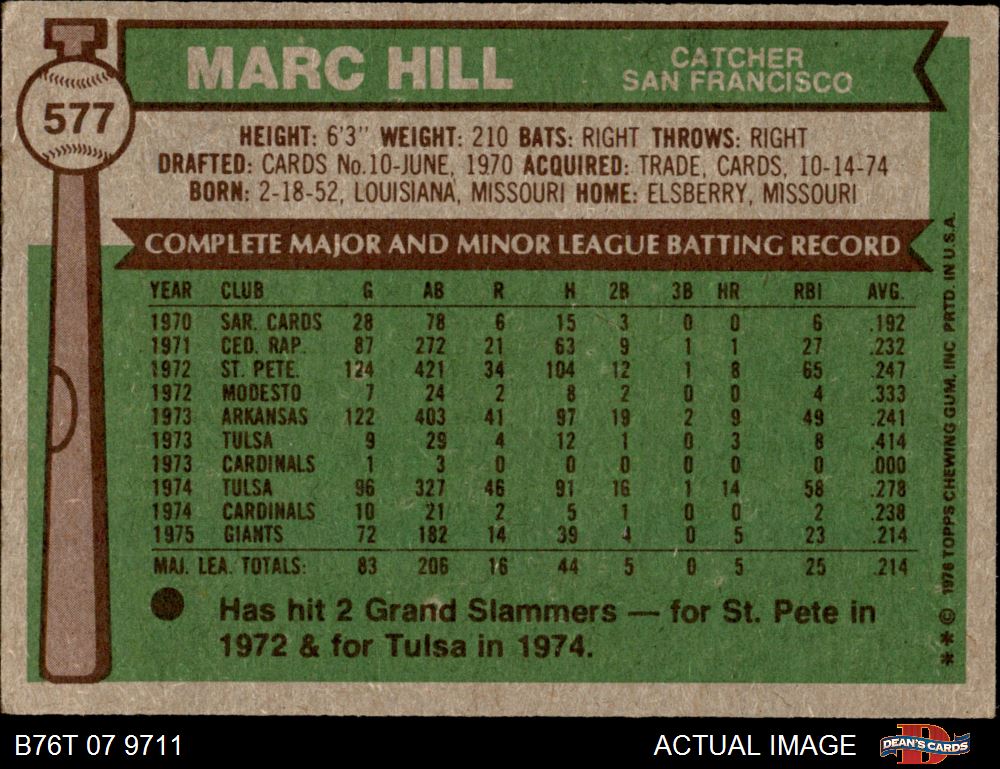 577
MARC HILL
CATCHER
SAN FRANCISCO
HEIGHT: 6'3" WEIGHT: 210 BATS: RIGHT THROWS: RIGHT
DRAFTED: CARDS No.10-JUNE, 1970 ACQUIRED: TRADE, CARDS, 10-14-74
BORN: 2-18-52, LOUISIANA, MISSOURI HOME: ELSBERRY, MISSOURI
COMPLETE MAJOR AND MINOR LEAGUE BATTING RECORD
YEAR CLUB G AB R H 2B 3B HR RBI AVG.
1970 SAR. CARDS 28 78 6 15 3 0 0 6 .192
1971 CED. RAP. 87 272 21 63 9 1 1 27 .232
1972 ST. PETE. 124 421 34 104 12 1 8 65 .247
1972 MODESTO 7 24 2 8 2 0 0 4 .333
1973 ARKANSAS 122 403 41 97 19 2 9 49 .241
1973 TULSA 9 29 4 12 1 0 3 8 .414
1973 CARDINALS 1 3 0 0 0 0 0 0 .000
1974 TULSA 96 327 46 91 16 1 14 58 .278
1974 CARDINALS 10 21 2 5 1 0 0 2 .238
1975 GIANTS 72 182 14 39 4 0 5 23 .214
MAJ. LEA. TOTALS: 83 206 16 44 5 0 5 25 .214
Has hit 2 Grand Slammers — for St. Pete in
1972 & for Tulsa in 1974.
* * © 1976 TOPPS CHEWING GUM, INC PRTD. IN U.S.A.
B76T 07 9711
ACTUAL IMAGE
DEAN'S CARDS